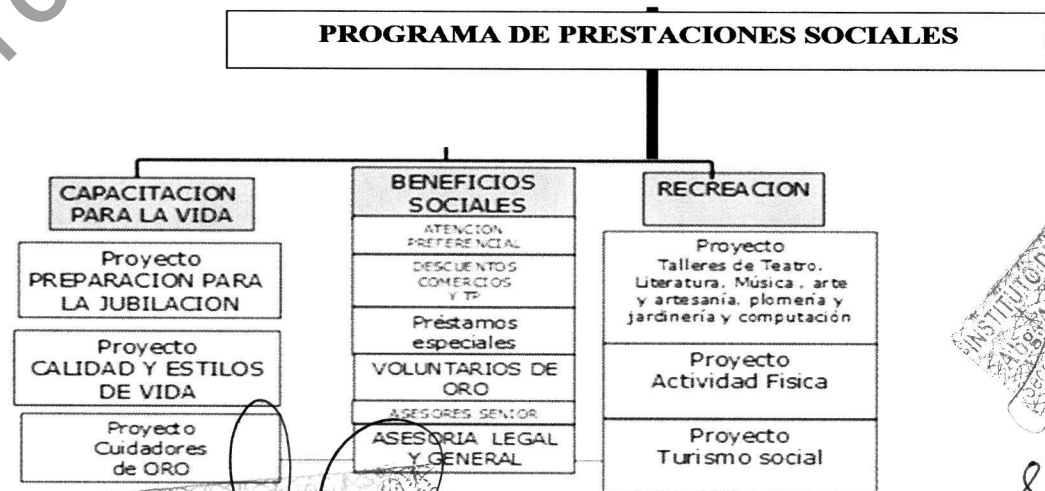 PROGRAMA DE PRESTACIONES SOCIALES
CAPACITACION
PARA LA VIDA
Proyecto
PREPARACION PARA
LA JUBILACION
Proyecto
CALIDAD Y ESTILOS
DE VIDA
Proyecto
Cuidadores
de ORO
BENEFICIOS
SOCIALES
ATENCION
PREFERENCIAL
DESCUENTOS
COMERCIOS
Y TP
Préstamos
especiales
VOLUNTARIOS DE
ORO
ASESORES SENIOR
ASESORIA LEGAL
Y GENERAL
RECREACION
Proyecto
Talleres de Teatro.
Literatura. Música . arte
y artesanía. plomería y
jardinería y computación
Proyecto
Actividad Fisica
Proyecto
Turismo social
INSTITUTO